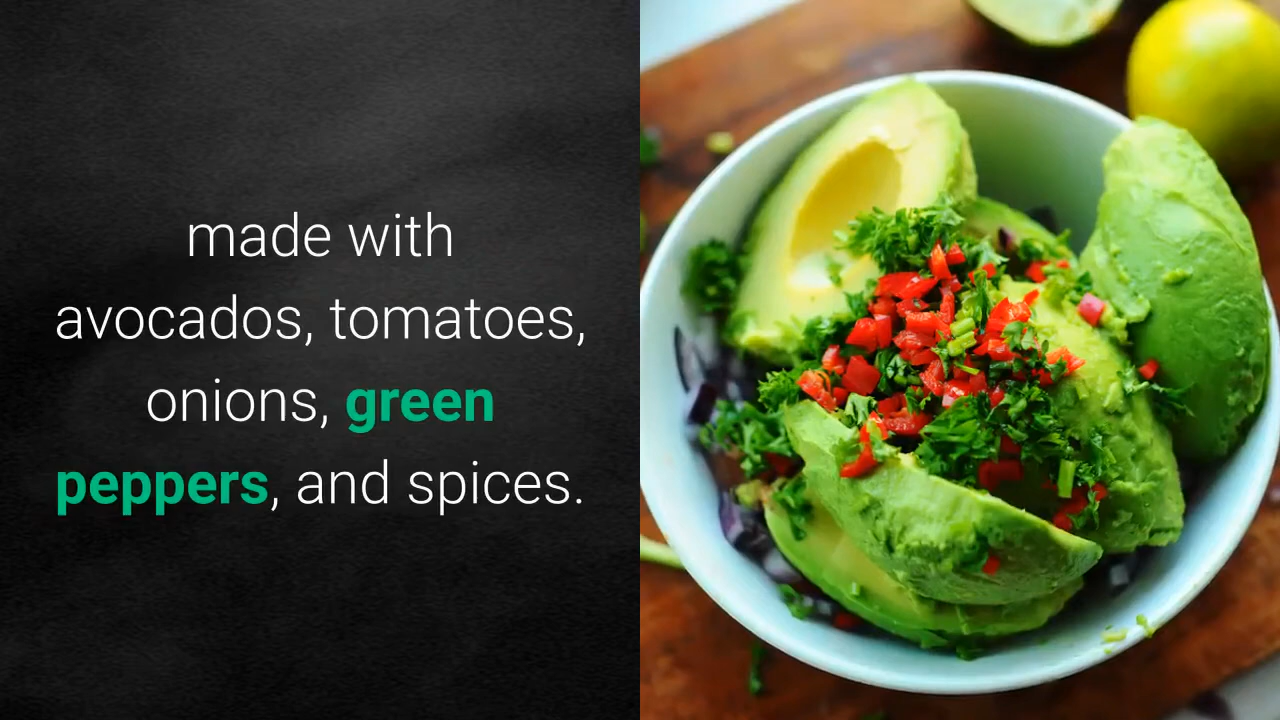 made with
avocados, tomatoes,
onions, green
peppers, and spices.